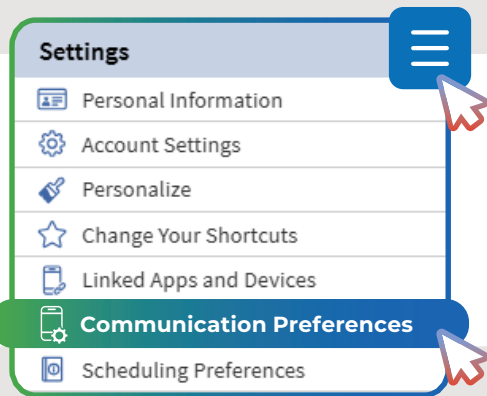 Settings
Personal Information
Account Settings
Personalize
Change Your Shortcuts
Linked Apps and Devices
Communication Preferences
Scheduling Preferences